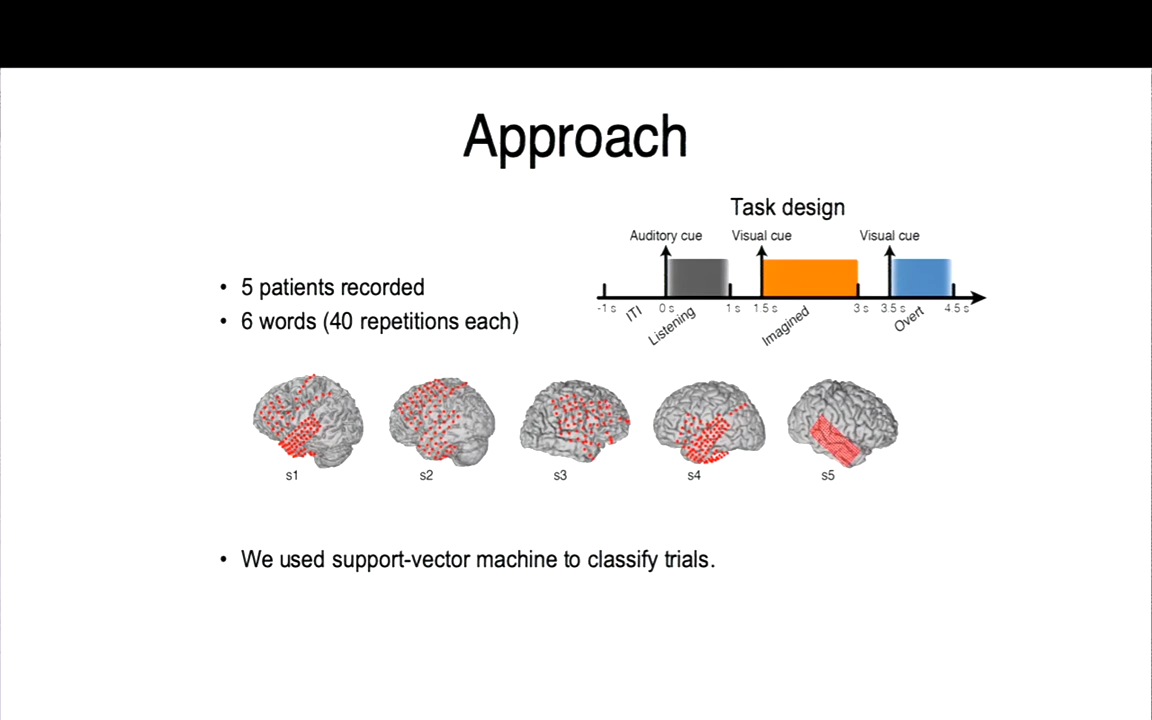 Approach
Task design
Auditory cue Visual cue Visual cue
• 5 patients recorded
• 6 words (40 repetitions each)
-1 s 0 s 1 s 1.5 s 3 s 3.5 s 4.5 s
ITI Listening Imagined Overt
s1 s2 s3 s4 s5
• We used support-vector machine to classify trials.